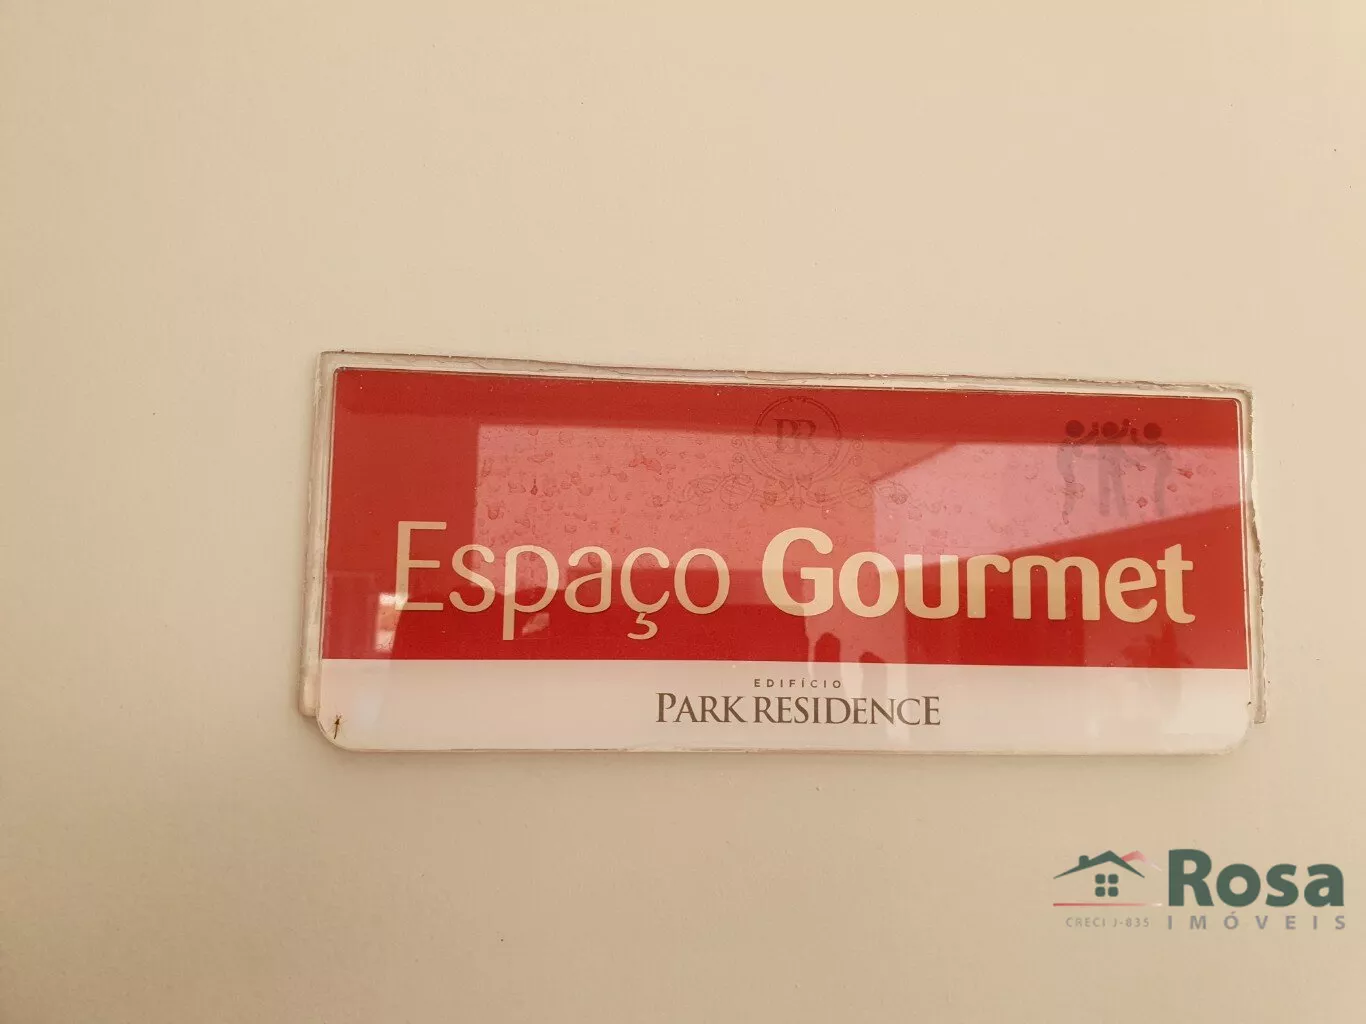 PR
Espaço Gourmet
EDIFÍCIO
PARK RESIDENCE
Rosa
CRECI J-835 IMÓVEIS